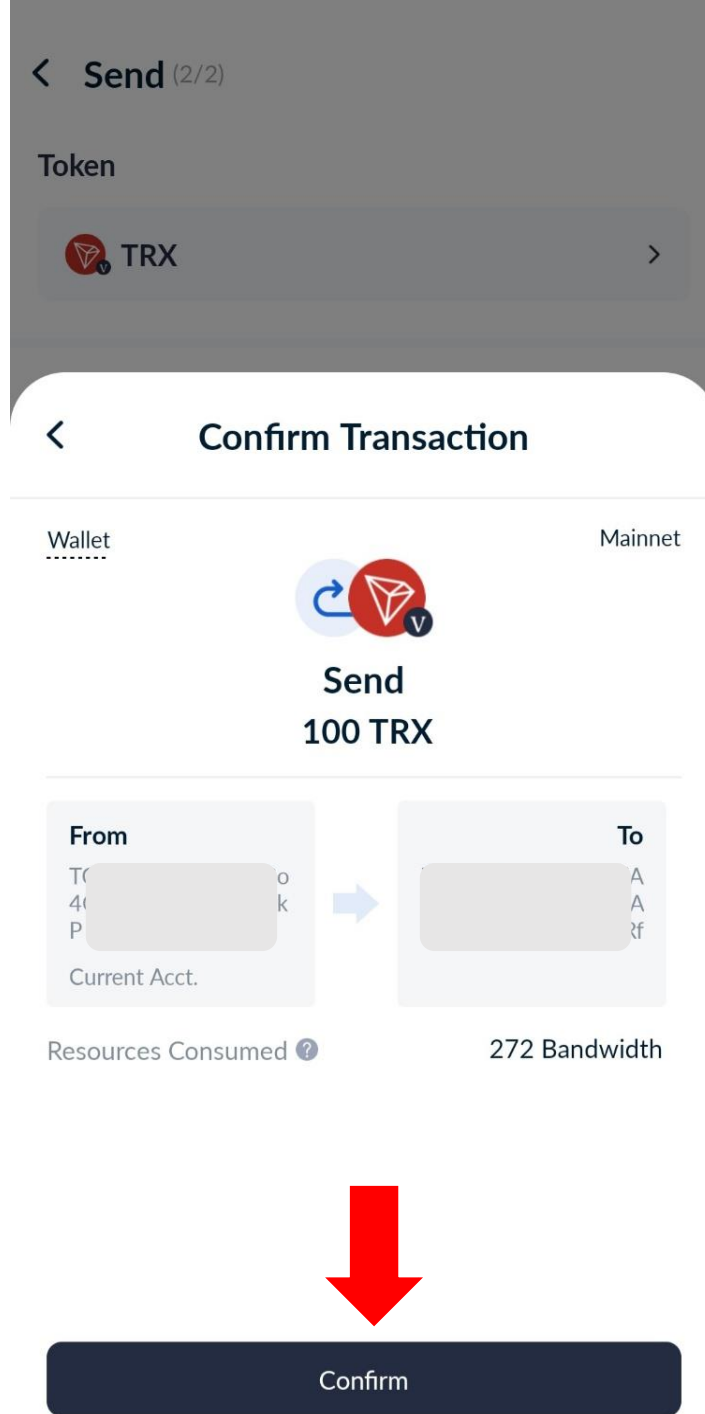 Send (2/2)
Token
TRX
Confirm Transaction
Wallet
Mainnet
Send
100 TRX
From
To
Current Acct.
Resources Consumed
272 Bandwidth
Confirm